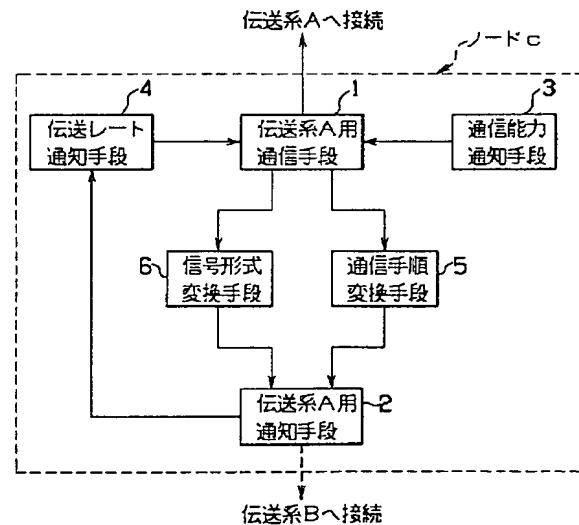 伝送系Aへ接続
ノードc
4
1
3
伝送レート
通知手段
伝送系A用
通信手段
通信能力
通知手段
6
信号形式
変換手段
通信手順
変換手段
5
伝送系A用
通知手段
2
伝送系Bへ接続